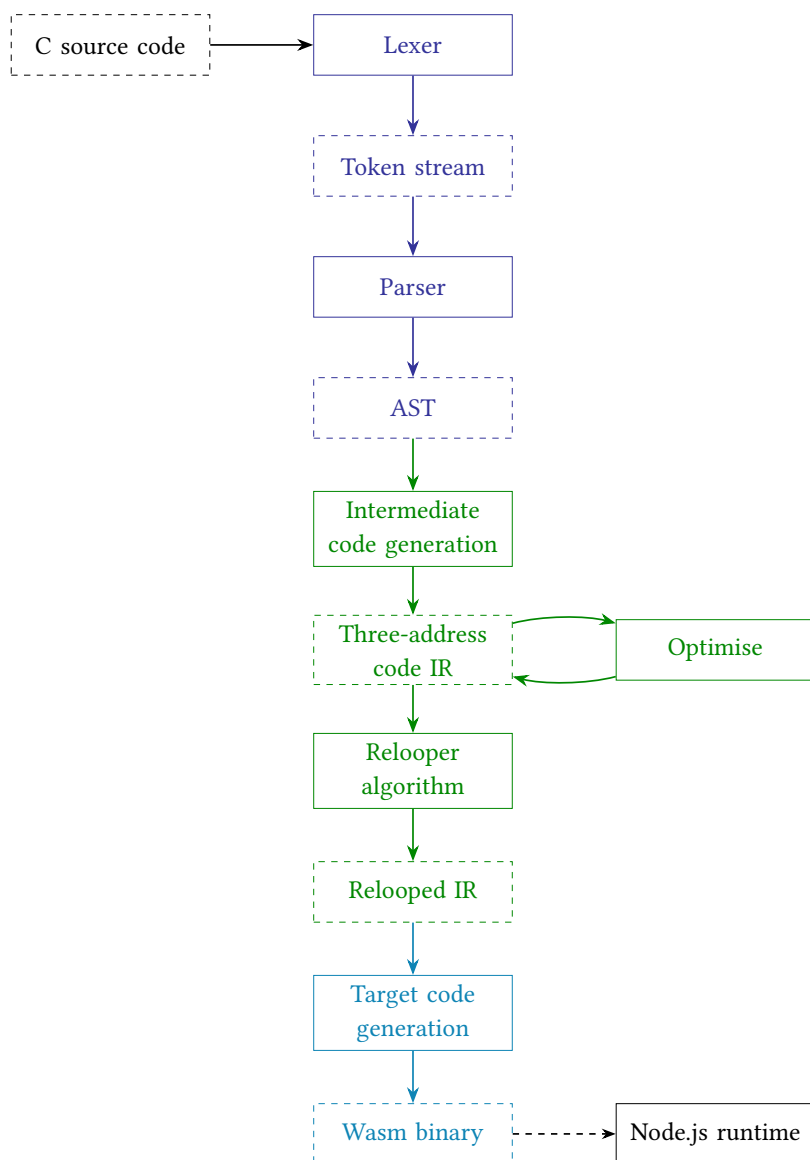 C source code
Lexer
Token stream
Parser
AST
Intermediate
code generation
Three-address
code IR
Optimise
Relooper
algorithm
Relooped IR
Target code
generation
Wasm binary
Node.js runtime